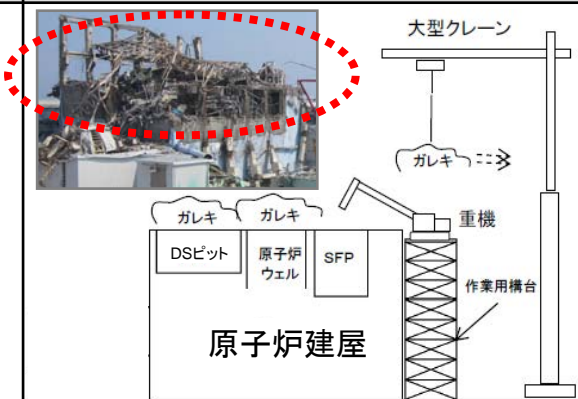 大型クレーン
ガレキ
ガレキ
ガレキ
重機
DSピット
原子炉
ウェル
SFP
作業用構台
原子炉建屋